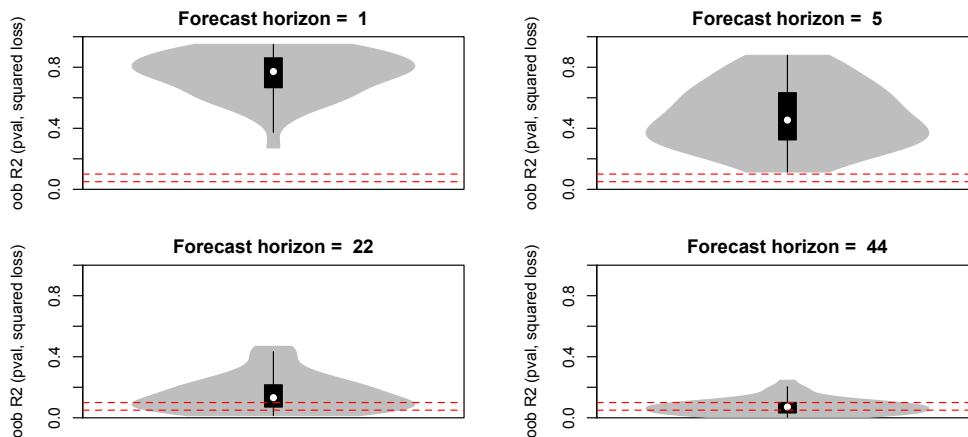 Forecast horizon = 1
oob R2 (pval, squared loss)
0.8
0.4
0.0
Forecast horizon = 5
oob R2 (pval, squared loss)
0.8
0.4
0.0
Forecast horizon = 22
oob R2 (pval, squared loss)
0.8
0.4
0.0
Forecast horizon = 44
oob R2 (pval, squared loss)
0.8
0.4
0.0